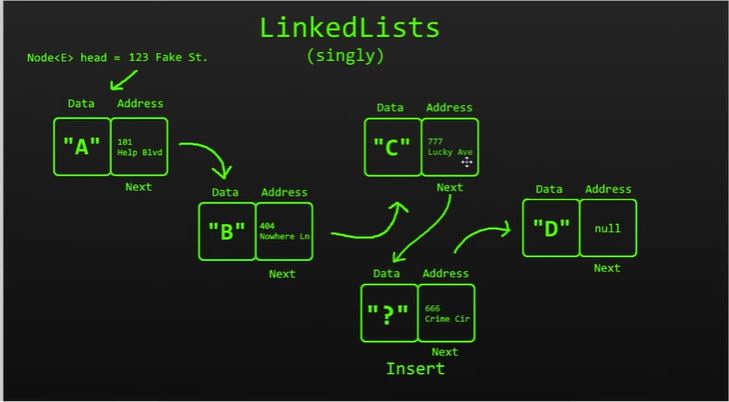 LinkedLists
(singly)
Node<E> head = 123 Fake St.
Data Address
"A"
101
Help Blvd
Next
Data Address
"B"
404
Nowhere Ln
Next
Data Address
"C"
777
Lucky Ave
Next
Data Address
"?"
666
Crime Cir
Next
Insert
Data Address
"D"
null
Next